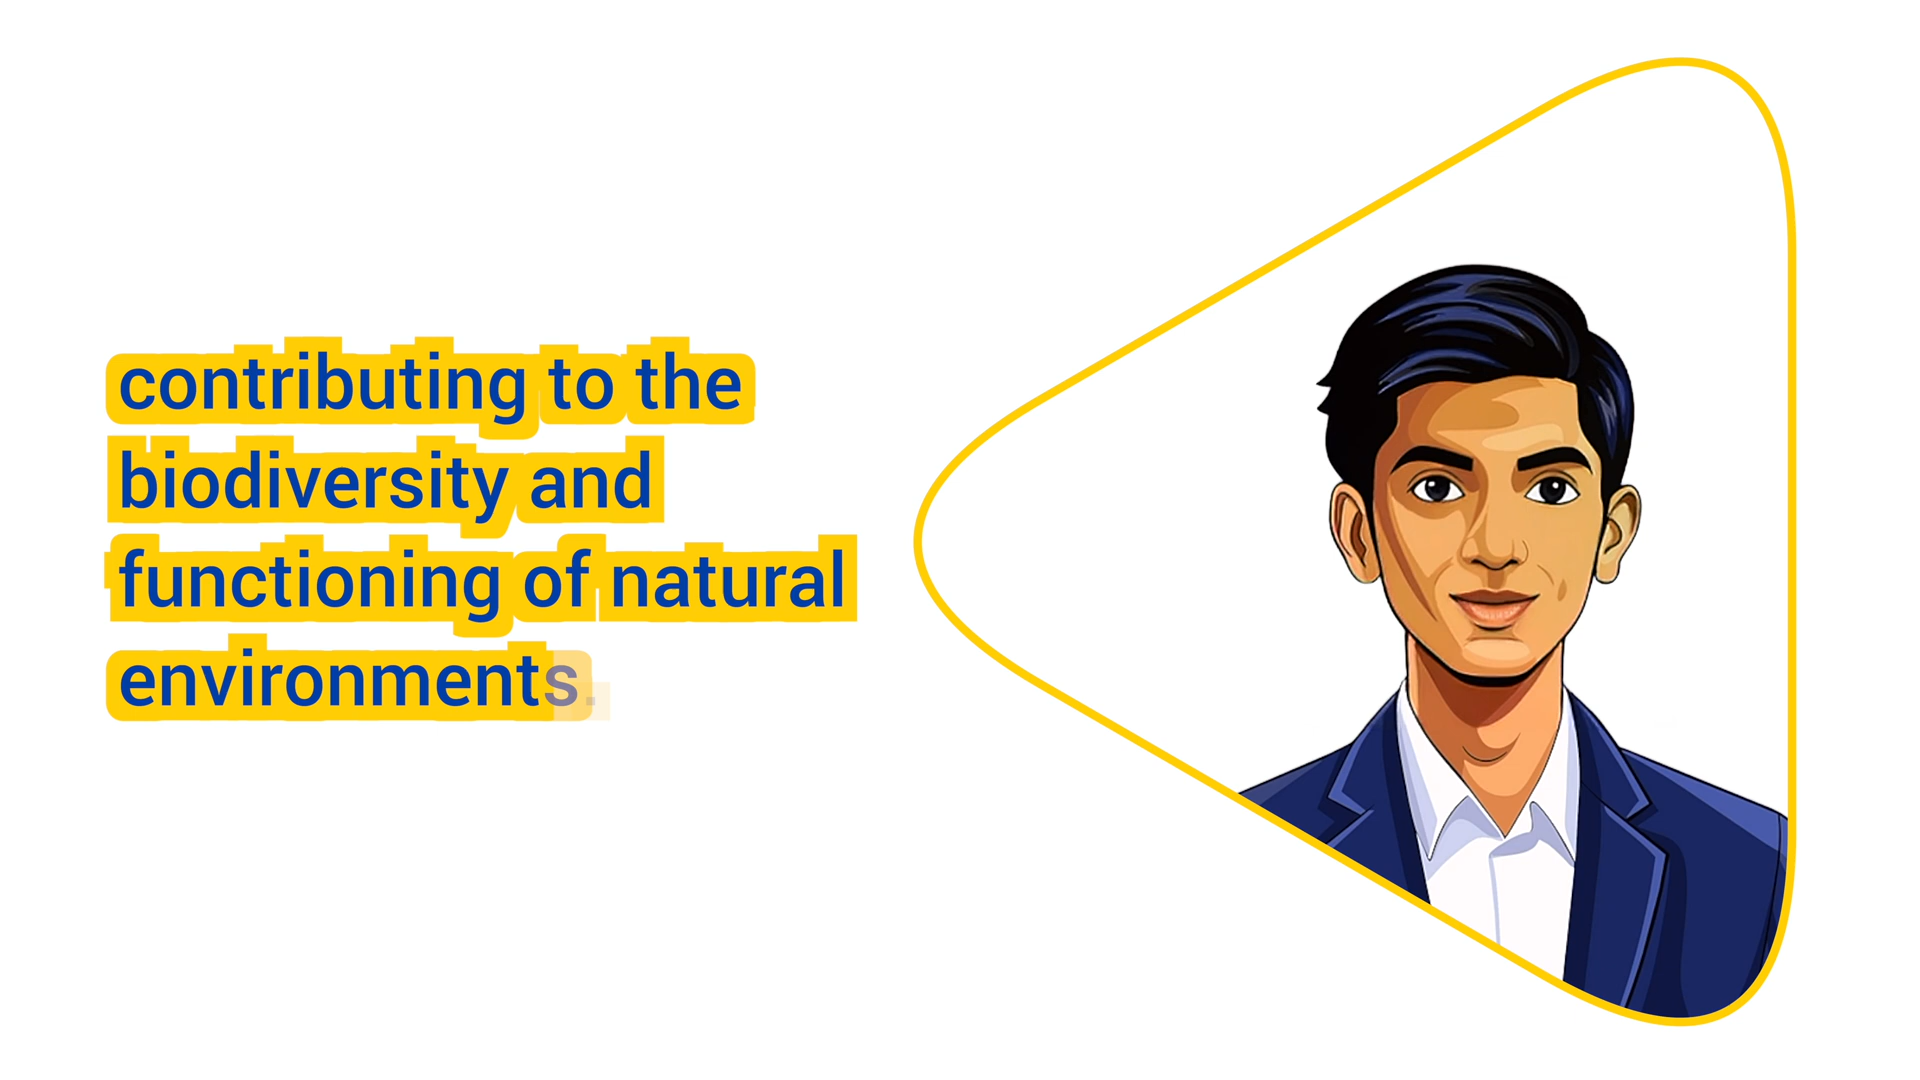 contributing to the
biodiversity and
functioning of natural
environments.